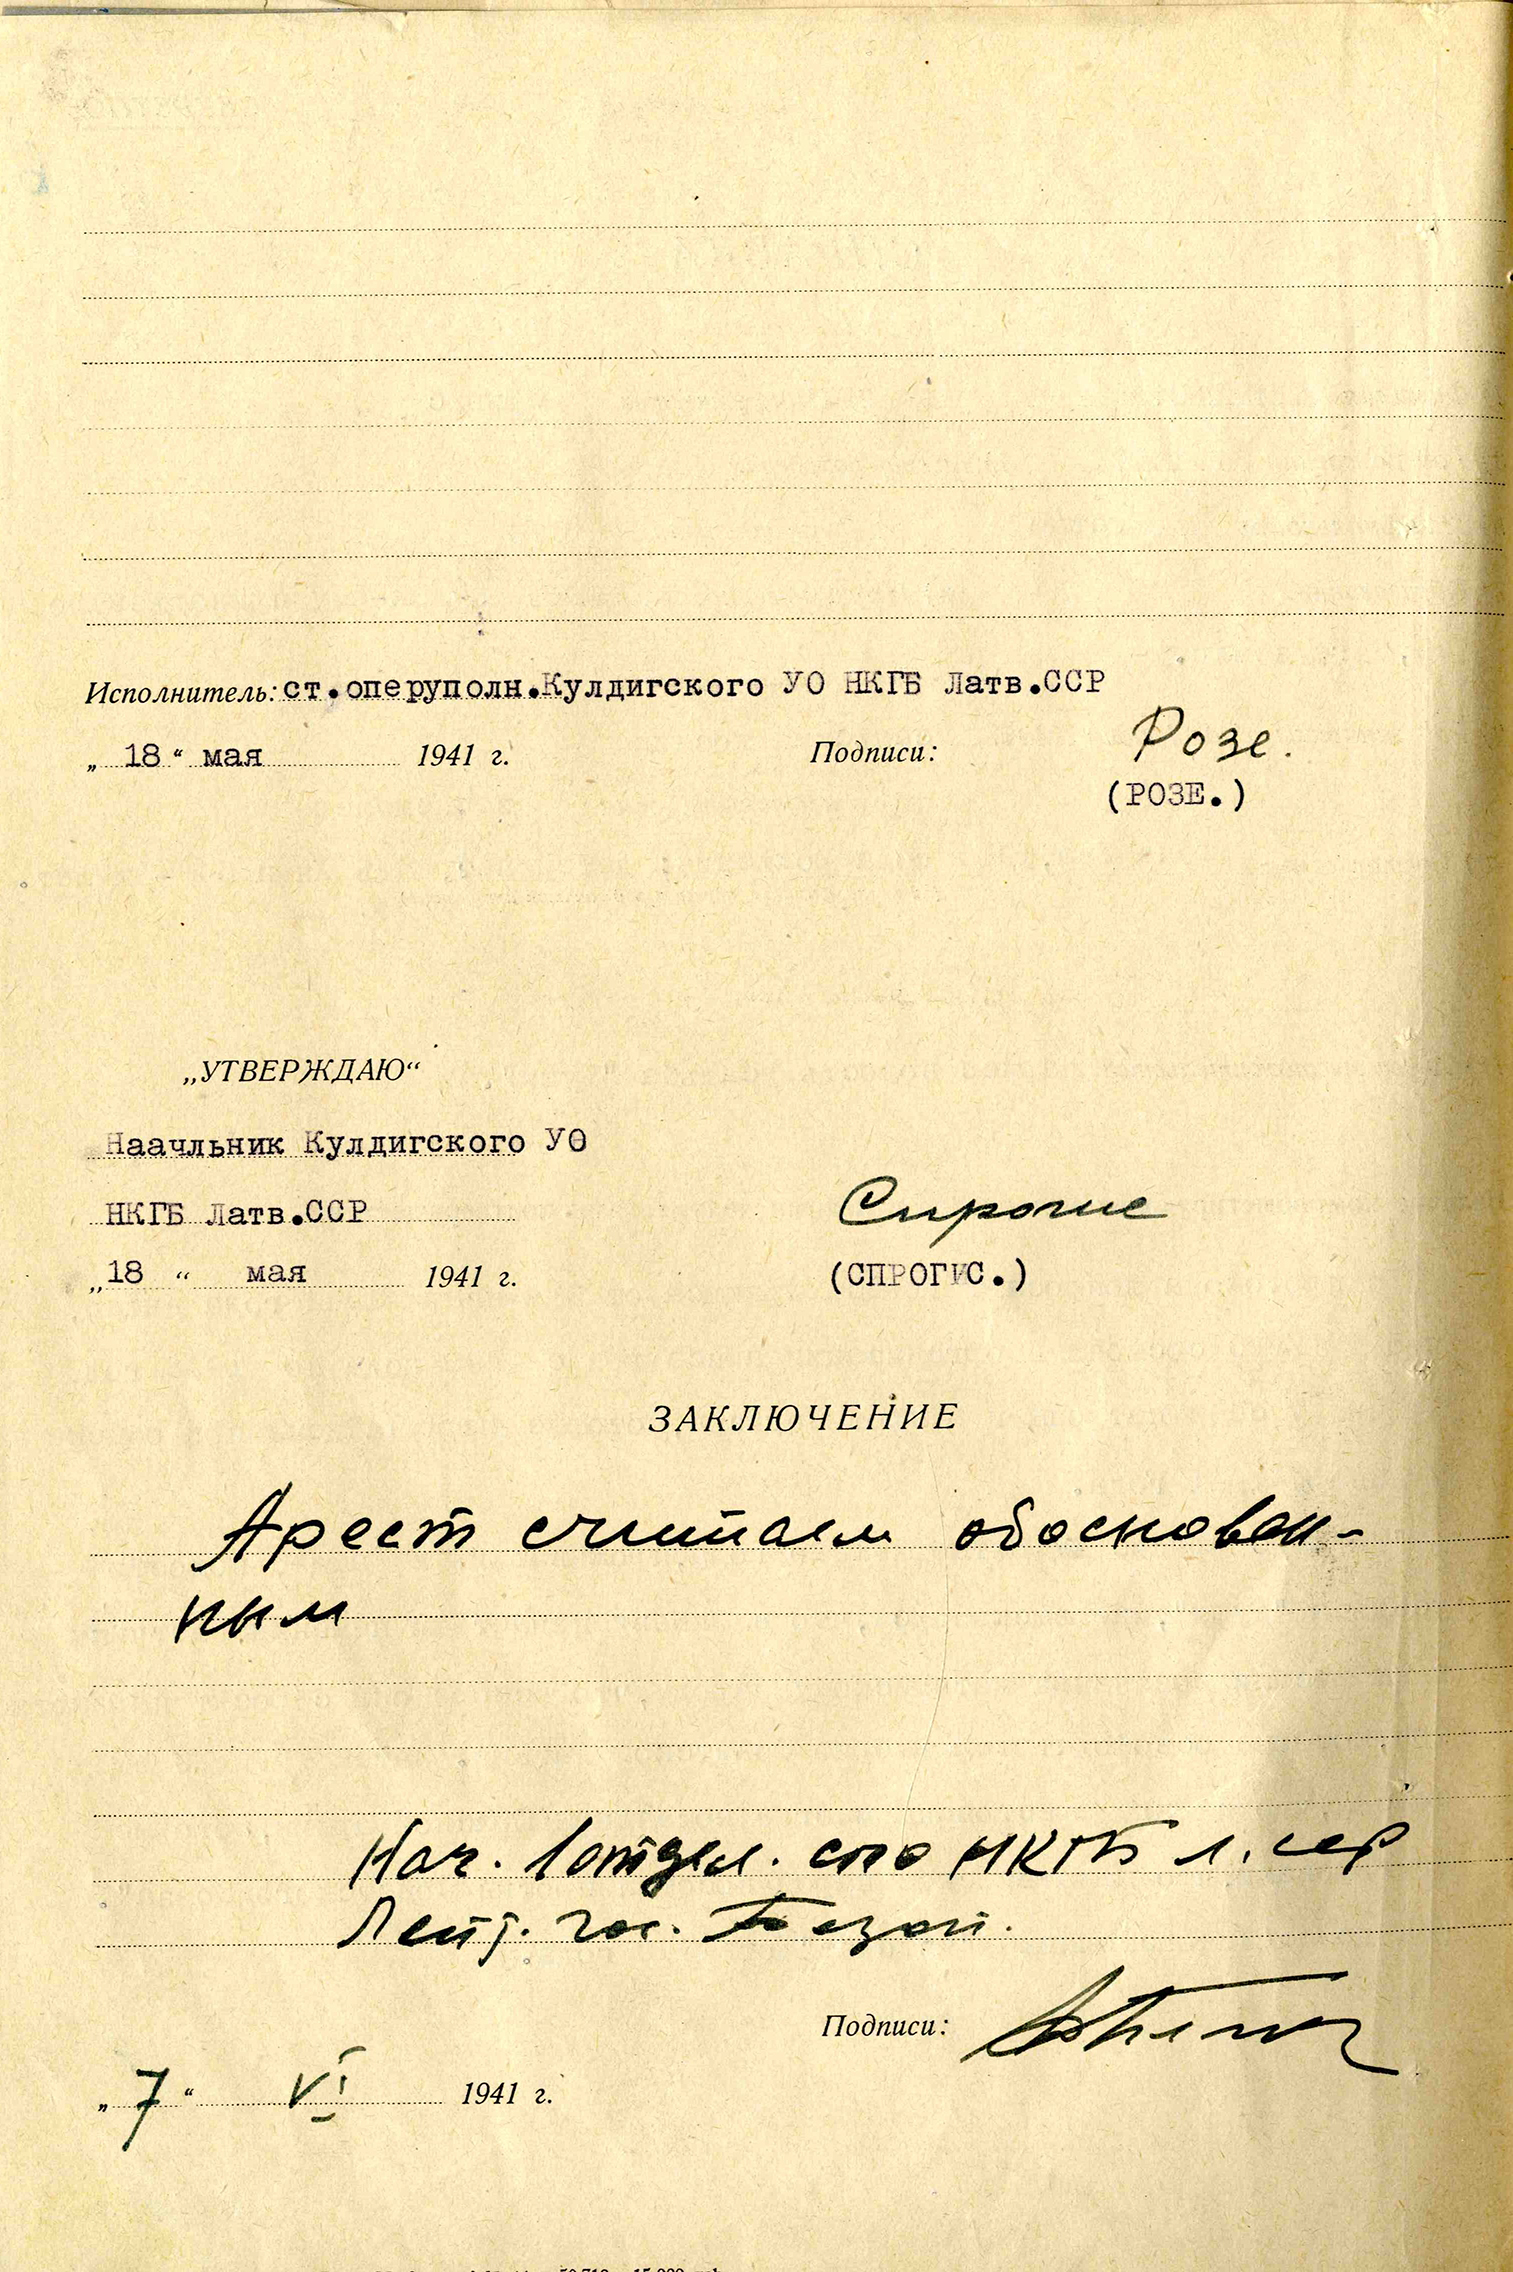 Исполнитель: ст.оперуполн.Кулдигского УО НКГБ Латв.ССР
„ 18 “ мая 1941 г. Подписи: Розе.
(РОЗЕ.)
„УТВЕРЖДАЮ“
Наачльник Кулдигского УО
НКГБ Латв.ССР
Спрогис
„ 18 “ мая 1941 г. (СПРОГИС.)
ЗАКЛЮЧЕНИЕ
Арест считаем обоснован-
ным
Нач. 1 отдел. спо НКГБ л. сср
Лейт. гос. Безоп.
Подписи:
„ 7 “ VI 1941 г.